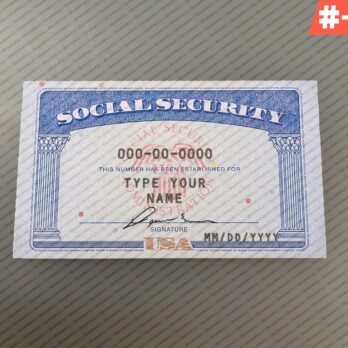 #-
SOCIAL SECURITY
000-00-0000
THIS NUMBER HAS BEEN ESTABLISHED FOR
TYPE YOUR
NAME
SIGNATURE
USA
MM/DD/YYYY